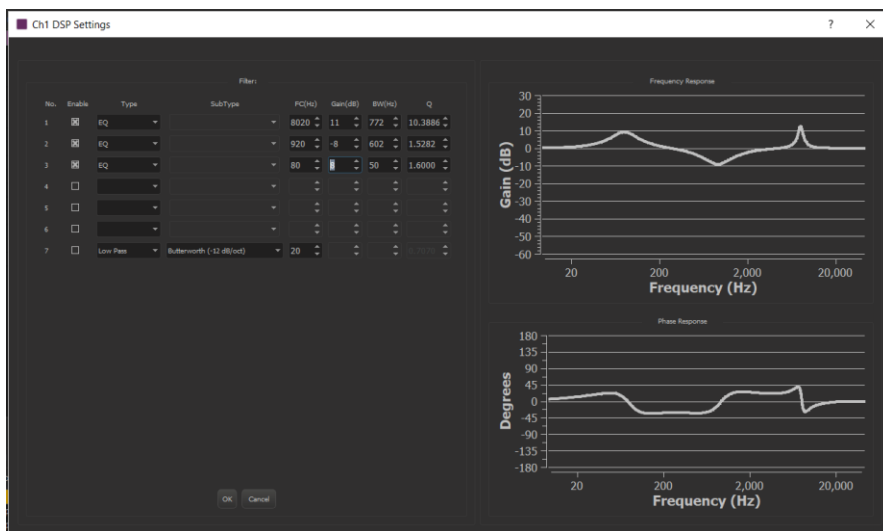 Ch1 DSP Settings
? ×
Filters
No. Enable Type SubType FC(Hz) Gain(dB) BW(Hz) Q
1 EQ 8020 11 772 10.3886
2 EQ 920 -8 602 1.5282
3 EQ 80 50 1.6000
4
5
6
7 Low Pass Butterworth (-12 dB/oct) 20
OK Cancel
Frequency Response
Gain (dB)
30
20
10
0
-10
-20
-30
-40
-50
-60
20 200 2,000 20,000
Frequency (Hz)
Phase Response
Degrees
180
135
90
45
0
-45
-90
-135
-180
20 200 2,000 20,000
Frequency (Hz)